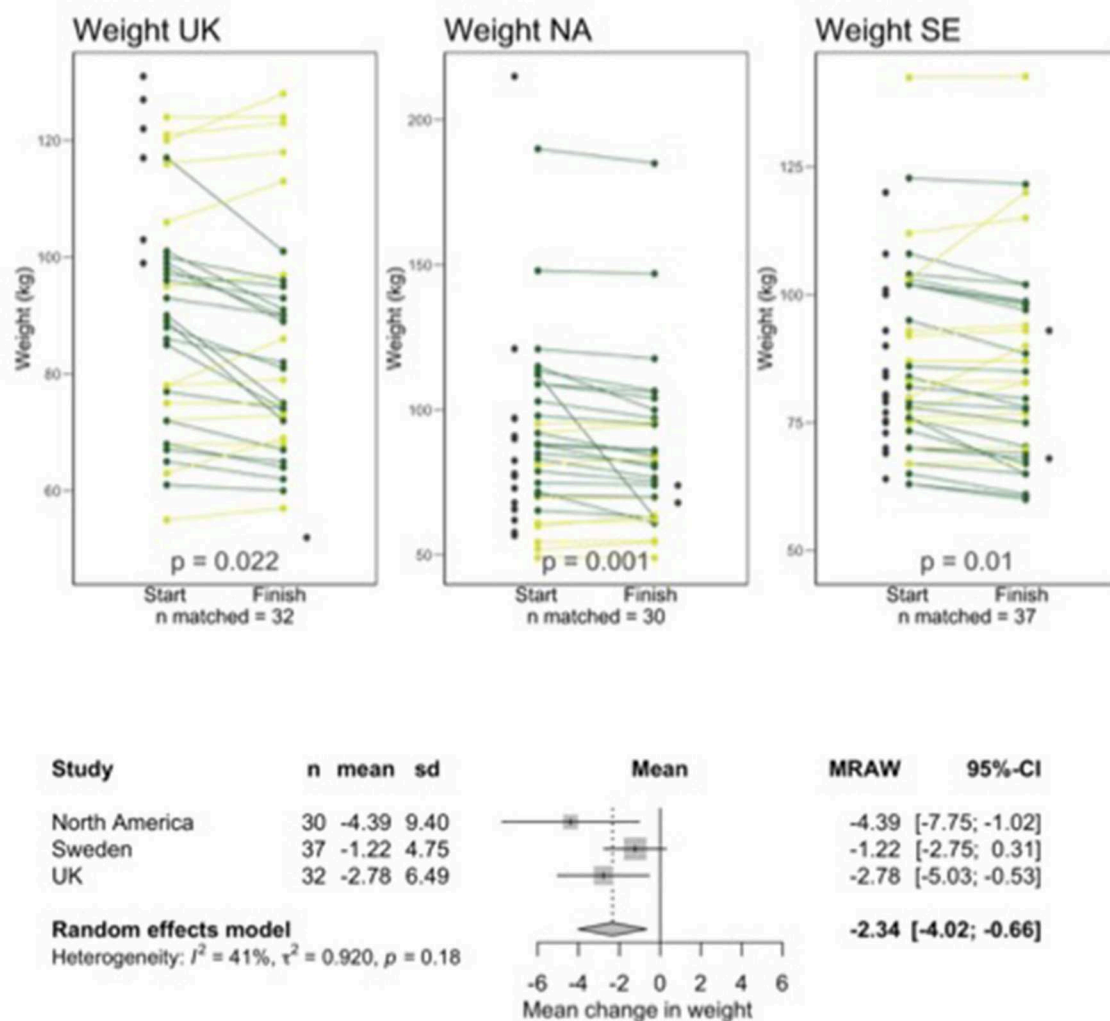 Weight UK Weight NA Weight SE
Weight (kg)
120
100
80
60
p = 0.022
Start Finish
n matched = 32
Weight (kg)
200
150
100
50
p = 0.001
Start Finish
n matched = 30
Weight (kg)
125
100
75
50
p = 0.01
Start Finish
n matched = 37
Study n mean sd Mean MRAW 95%-CI
North America 30 -4.39 9.40 -4.39 [-7.75; -1.02]
Sweden 37 -1.22 4.75 -1.22 [-2.75; 0.31]
UK 32 -2.78 6.49 -2.78 [-5.03; -0.53]
Random effects model -2.34 [-4.02; -0.66]
Heterogeneity: I² = 41%, τ² = 0.920, p = 0.18
-6 -4 -2 0 2 4 6
Mean change in weight